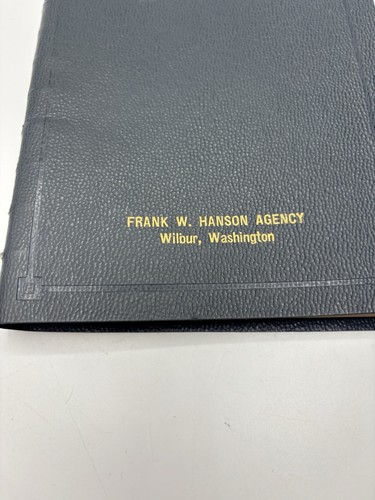 FRANK W. HANSON AGENCY
Wilbur, Washington